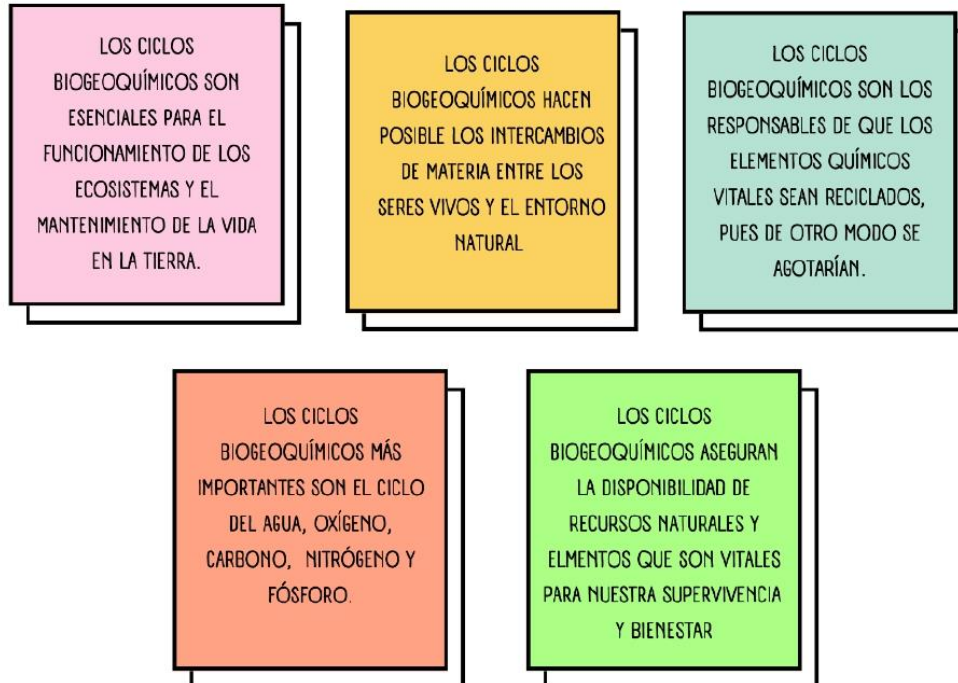 LOS CICLOS
BIOGEOQUÍMICOS SON
ESENCIALES PARA EL
FUNCIONAMIENTO DE LOS
ECOSISTEMAS Y EL
MANTENIMIENTO DE LA VIDA
EN LA TIERRA.
LOS CICLOS
BIOGEOQUÍMICOS HACEN
POSIBLE LOS INTERCAMBIOS
DE MATERIA ENTRE LOS
SERES VIVOS Y EL ENTORNO
NATURAL
LOS CICLOS
BIOGEOQUÍMICOS SON LOS
RESPONSABLES DE QUE LOS
ELEMENTOS QUÍMICOS
VITALES SEAN RECICLADOS,
PUES DE OTRO MODO SE
AGOTARÍAN.
LOS CICLOS
BIOGEOQUÍMICOS MÁS
IMPORTANTES SON EL CICLO
DEL AGUA, OXÍGENO,
CARBONO, NITRÓGENO Y
FÓSFORO.
LOS CICLOS
BIOGEOQUÍMICOS ASEGURAN
LA DISPONIBILIDAD DE
RECURSOS NATURALES Y
ELMENTOS QUE SON VITALES
PARA NUESTRA SUPERVIVENCIA
Y BIENESTAR